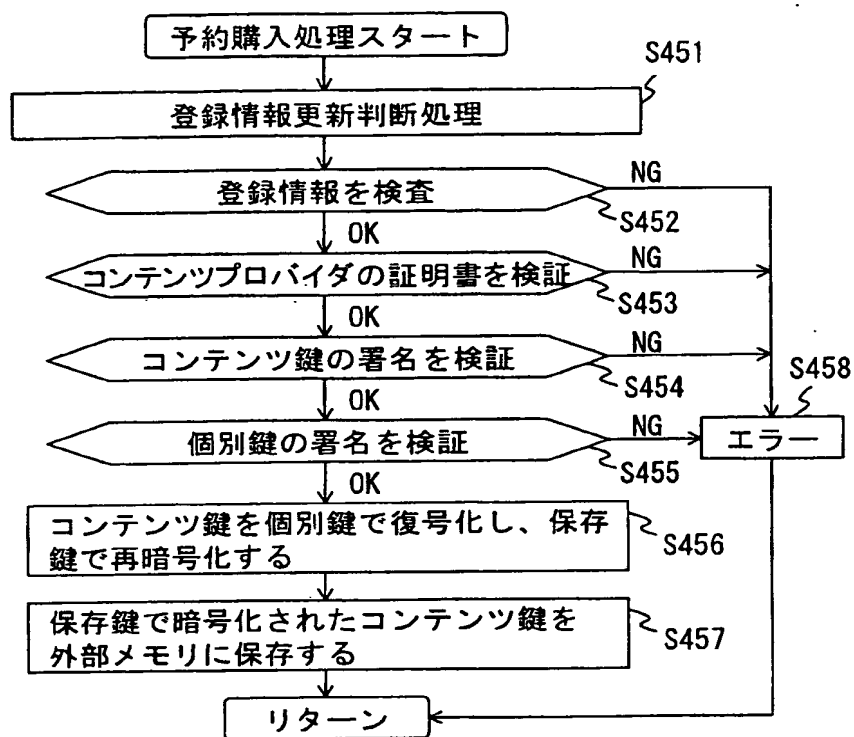 予約購入処理スタート
S451
登録情報更新判断処理
登録情報を検査
NG
S452
OK
コンテンツプロバイダの証明書を検証
NG
S453
OK
コンテンツ鍵の署名を検証
NG
S454
OK
S458
個別鍵の署名を検証
NG
エラー
S455
OK
コンテンツ鍵を個別鍵で復号化し、保存
鍵で再暗号化する
S456
保存鍵で暗号化されたコンテンツ鍵を
外部メモリに保存する
S457
リターン